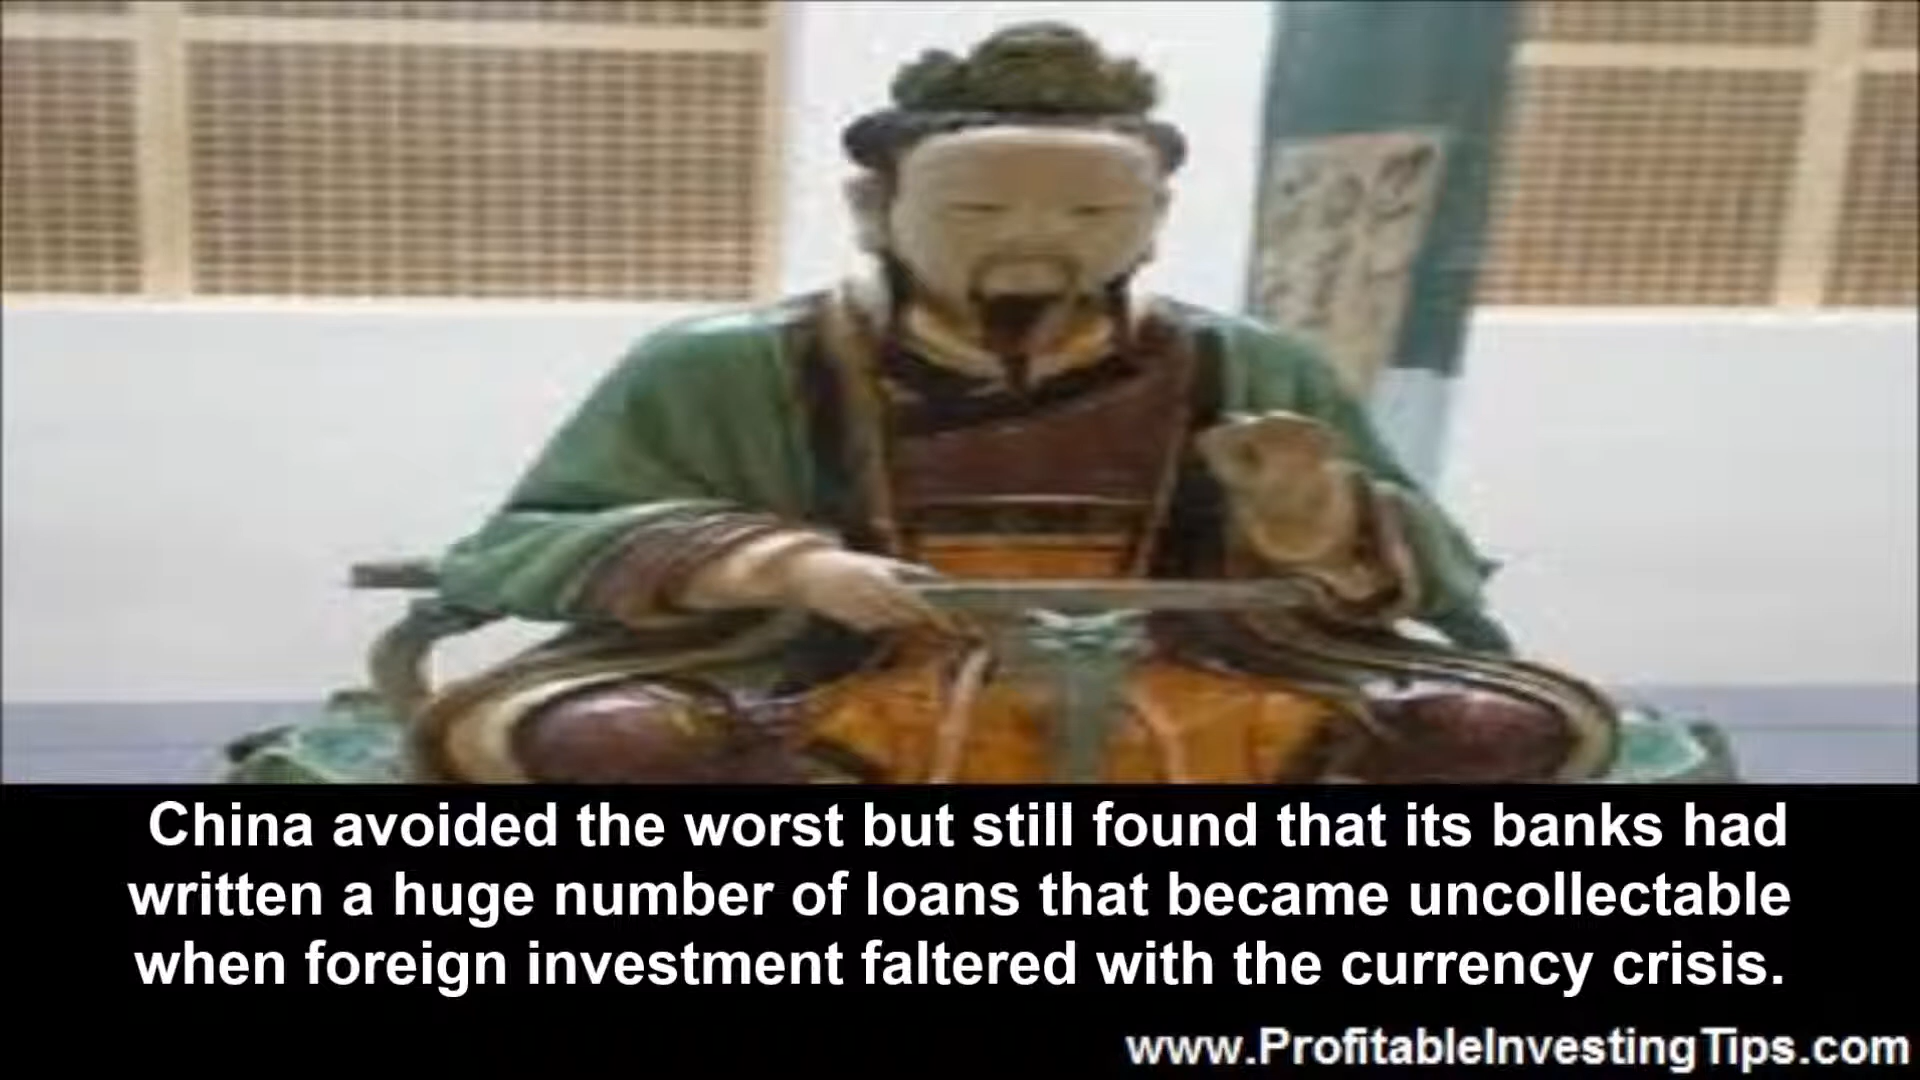 China avoided the worst but still found that its banks had
written a huge number of loans that became uncollectable
when foreign investment faltered with the currency crisis.
www.ProfitableInvestingTips.com